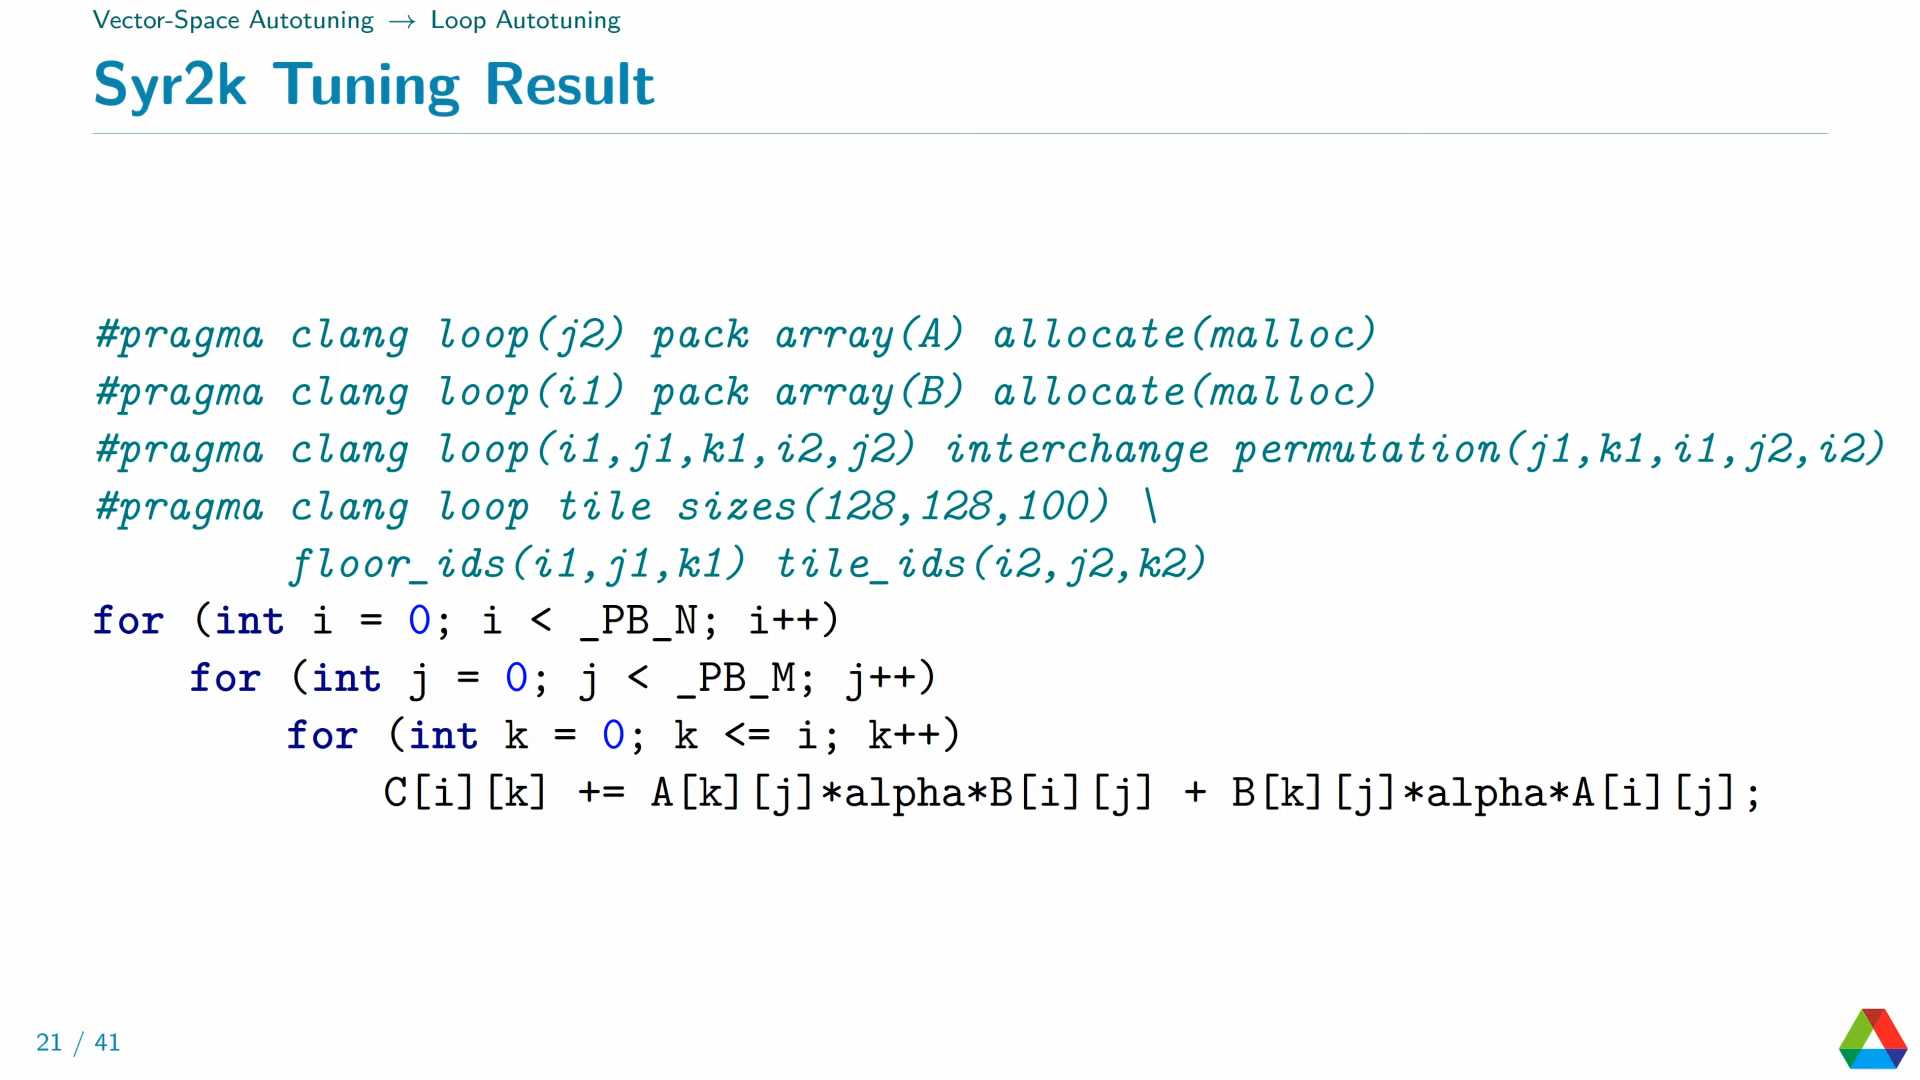 Vector-Space Autotuning → Loop Autotuning
Syr2k Tuning Result
#pragma clang loop(j2) pack array(A) allocate(malloc)
#pragma clang loop(i1) pack array(B) allocate(malloc)
#pragma clang loop(i1,j1,k1,i2,j2) interchange permutation(j1,k1,i1,j2,i2)
#pragma clang loop tile sizes(128,128,100) \
floor_ids(i1,j1,k1) tile_ids(i2,j2,k2)
for (int i = 0; i < _PB_N; i++)
for (int j = 0; j < _PB_M; j++)
for (int k = 0; k <= i; k++)
C[i][k] += A[k][j]*alpha*B[i][j] + B[k][j]*alpha*A[i][j];
21 / 41